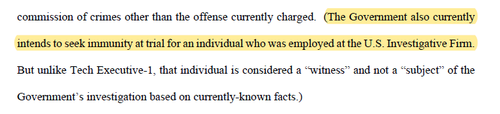 commission of crimes other than the offense currently charged. (The Government also currently
intends to seek immunity at trial for an individual who was employed at the U.S. Investigative Firm.
But unlike Tech Executive-1, that individual is considered a “witness” and not a “subject” of the
Government’s investigation based on currently-known facts.)